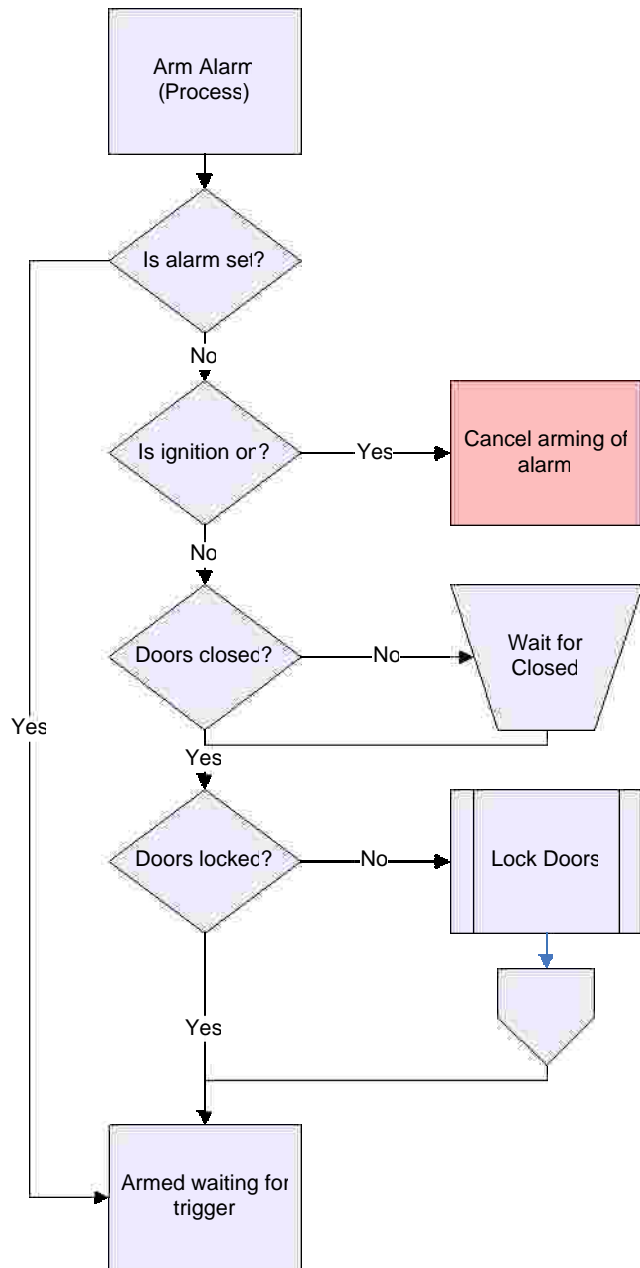 Arm Alarm
(Process)
Is alarm set?
No
Is ignition on?
Yes
Cancel arming of
alarm
No
Doors closed?
No
Wait for
Closed
Yes
Yes
Doors locked?
No
Lock Doors
Yes
Armed waiting for
trigger